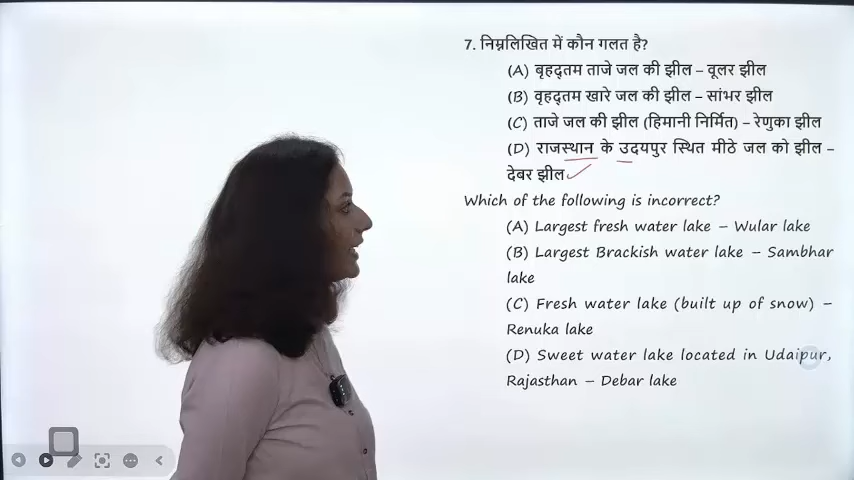 7. निम्नलिखित में कौन गलत है?
(A) बृहद्तम ताजे जल की झील – वूलर झील
(B) वृहद्तम खारे जल की झील – सांभर झील
(C) ताजे जल की झील (हिमानी निर्मित) – रेणुका झील
(D) राजस्थान के उदयपुर स्थित मीठे जल को झील –
देबर झील
Which of the following is incorrect?
(A) Largest fresh water lake – Wular lake
(B) Largest Brackish water lake – Sambhar
lake
(C) Fresh water lake (built up of snow) –
Renuka lake
(D) Sweet water lake located in Udaipur,
Rajasthan – Debar lake